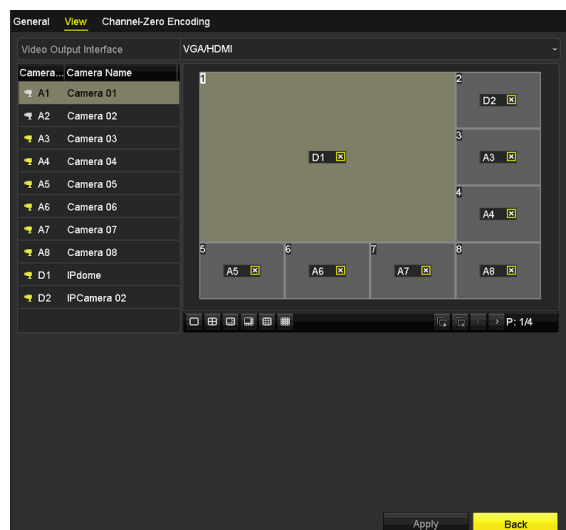 General View Channel-Zero Encoding
Video Output Interface VGA/HDMI
Camera... Camera Name
A1 Camera 01
A2 Camera 02
A3 Camera 03
A4 Camera 04
A5 Camera 05
A6 Camera 06
A7 Camera 07
A8 Camera 08
D1 IPdome
D2 IPCamera 02
1
D1
2
D2
3
A3
4
A4
5
A5
6
A6
7
A7
8
A8
P: 1/4
Apply Back